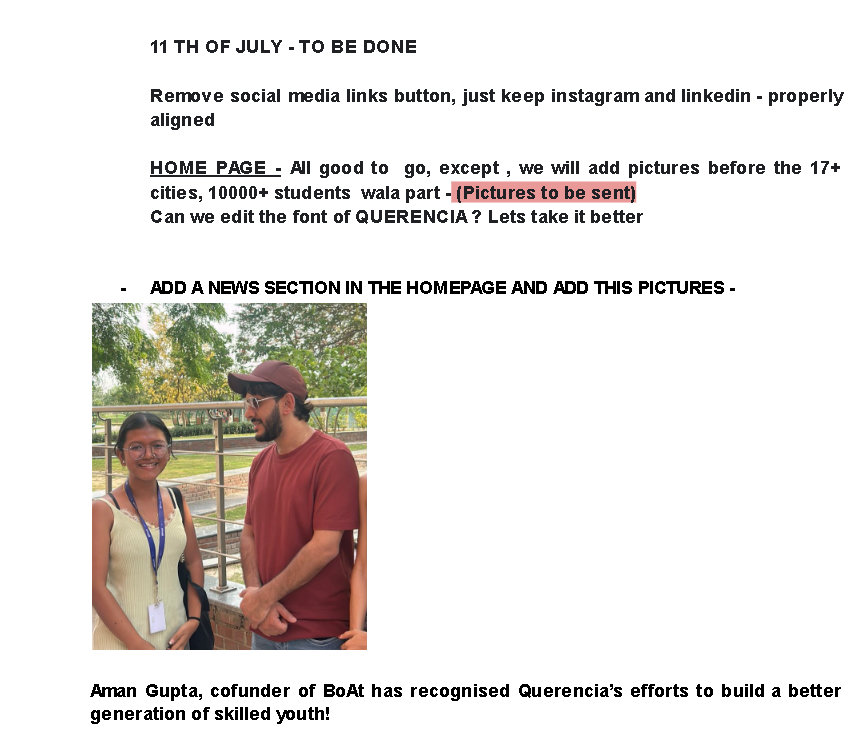 11 TH OF JULY - TO BE DONE
Remove social media links button, just keep instagram and linkedin - properly
aligned
HOME PAGE - All good to go, except , we will add pictures before the 17+
cities, 10000+ students wala part - (Pictures to be sent)
Can we edit the font of QUERENCIA ? Lets take it better
- ADD A NEWS SECTION IN THE HOMEPAGE AND ADD THIS PICTURES -
Aman Gupta, cofunder of BoAt has recognised Querencia's efforts to build a better
generation of skilled youth!